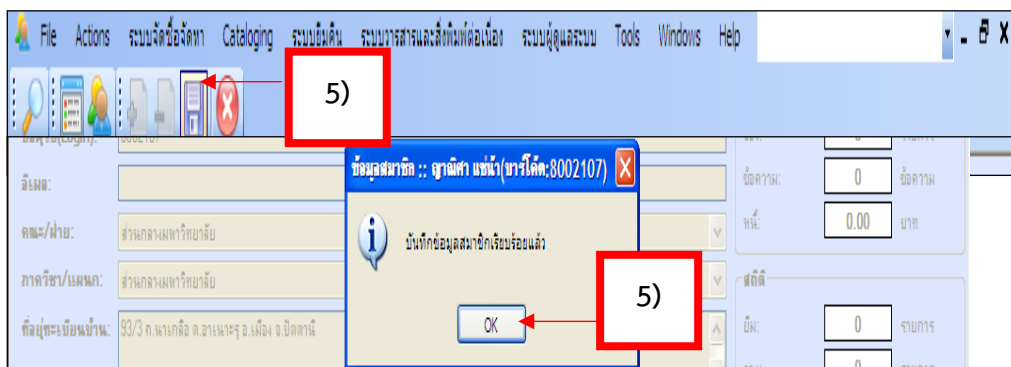 File Actions ระบบจัดซื้อจัดหา Cataloging ระบบยืมคืน ระบบวารสารและสิ่งพิมพ์ต่อเนื่อง ระบบผู้ดูแลระบบ Tools Windows Help
5)
ข้อมูลสมาชิก :: ญาณิศา แซ่น้า(บาร์โค้ด:8002107)
อีเมล:
ข้อความ: 0 ข้อความ
บันทึกข้อมูลสมาชิกเรียบร้อยแล้ว
คณะ/ฝ่าย: ส่วนกลางมหาวิทยาลัย
หนี้: 0.00 บาท
ภาควิชา/แผนก: ส่วนกลางมหาวิทยาลัย
5)
สถิติ
ที่อยู่ทะเบียนบ้าน: 93/3 ถ.นาเกลือ ต.อาเนาะรู อ.เมือง จ.ปัตตานี
OK
ยืม: 0 รายการ